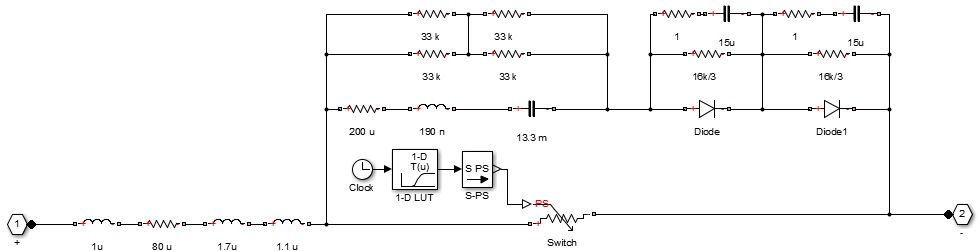 33 k 33 k
1 15u 1 15u
33 k 33 k
16k/3 16k/3
200 u 190 n 13.3 m
Diode Diode1
1-D
T(u)
S PS
Clock
1-D LUT
S-PS
PS
1
2
+
-
1u 80 u 1.7u 1.1 u
Switch